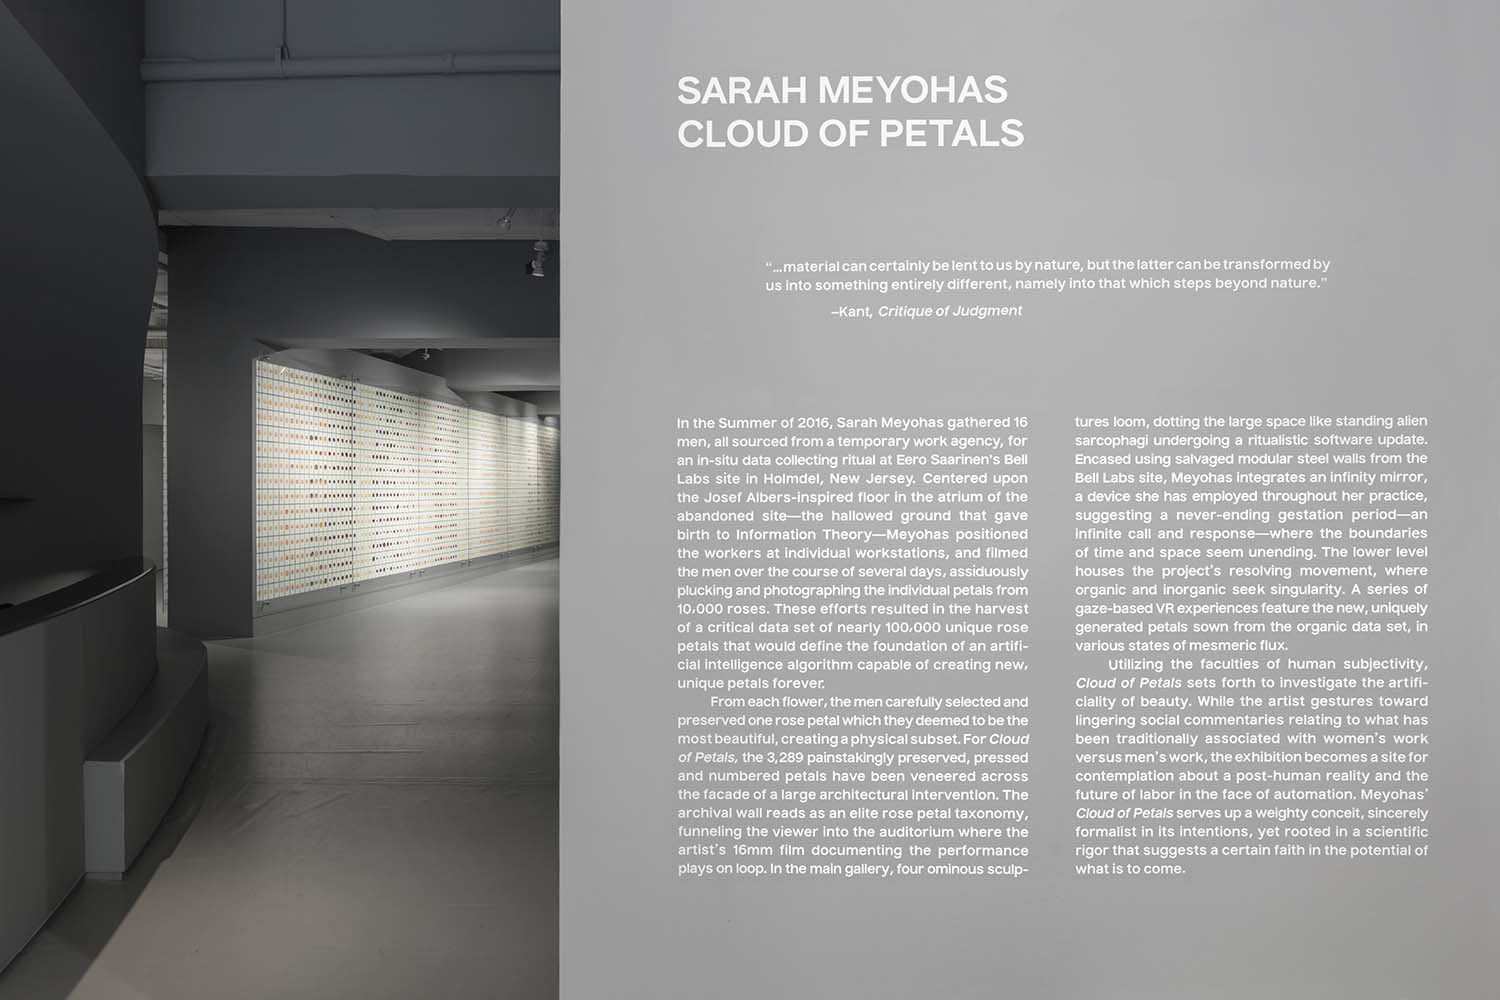 SARAH MEYOHAS
CLOUD OF PETALS
“...material can certainly be lent to us by nature, but the latter can be transformed by
us into something entirely different, namely into that which steps beyond nature.”
–Kant, Critique of Judgment
In the Summer of 2016, Sarah Meyohas gathered 16
men, all sourced from a temporary work agency, for
an in-situ data collecting ritual at Eero Saarinen’s Bell
Labs site in Holmdel, New Jersey. Centered upon
the Josef Albers-inspired floor in the atrium of the
abandoned site—the hallowed ground that gave
birth to Information Theory—Meyohas positioned
the workers at individual workstations, and filmed
the men over the course of several days, assiduously
plucking and photographing the individual petals from
10,000 roses. These efforts resulted in the harvest
of a critical data set of nearly 100,000 unique rose
petals that would define the foundation of an artifi-
cial intelligence algorithm capable of creating new,
unique petals forever.
From each flower, the men carefully selected and
preserved one rose petal which they deemed to be the
most beautiful, creating a physical subset. For Cloud
of Petals, the 3,289 painstakingly preserved, pressed
and numbered petals have been veneered across
the facade of a large architectural intervention. The
archival wall reads as an elite rose petal taxonomy,
funneling the viewer into the auditorium where the
artist’s 16mm film documenting the performance
plays on loop. In the main gallery, four ominous sculp-
tures loom, dotting the large space like standing alien
sarcophagi undergoing a ritualistic software update.
Encased using salvaged modular steel walls from the
Bell Labs site, Meyohas integrates an infinity mirror,
a device she has employed throughout her practice,
suggesting a never-ending gestation period—an
infinite call and response—where the boundaries
of time and space seem unending. The lower level
houses the project’s resolving movement, where
organic and inorganic seek singularity. A series of
gaze-based VR experiences feature the new, uniquely
generated petals sown from the organic data set, in
various states of mesmeric flux.
Utilizing the faculties of human subjectivity,
Cloud of Petals sets forth to investigate the artifi-
ciality of beauty. While the artist gestures toward
lingering social commentaries relating to what has
been traditionally associated with women’s work
versus men’s work, the exhibition becomes a site for
contemplation about a post-human reality and the
future of labor in the face of automation. Meyohas’
Cloud of Petals serves up a weighty conceit, sincerely
formalist in its intentions, yet rooted in a scientific
rigor that suggests a certain faith in the potential of
what is to come.